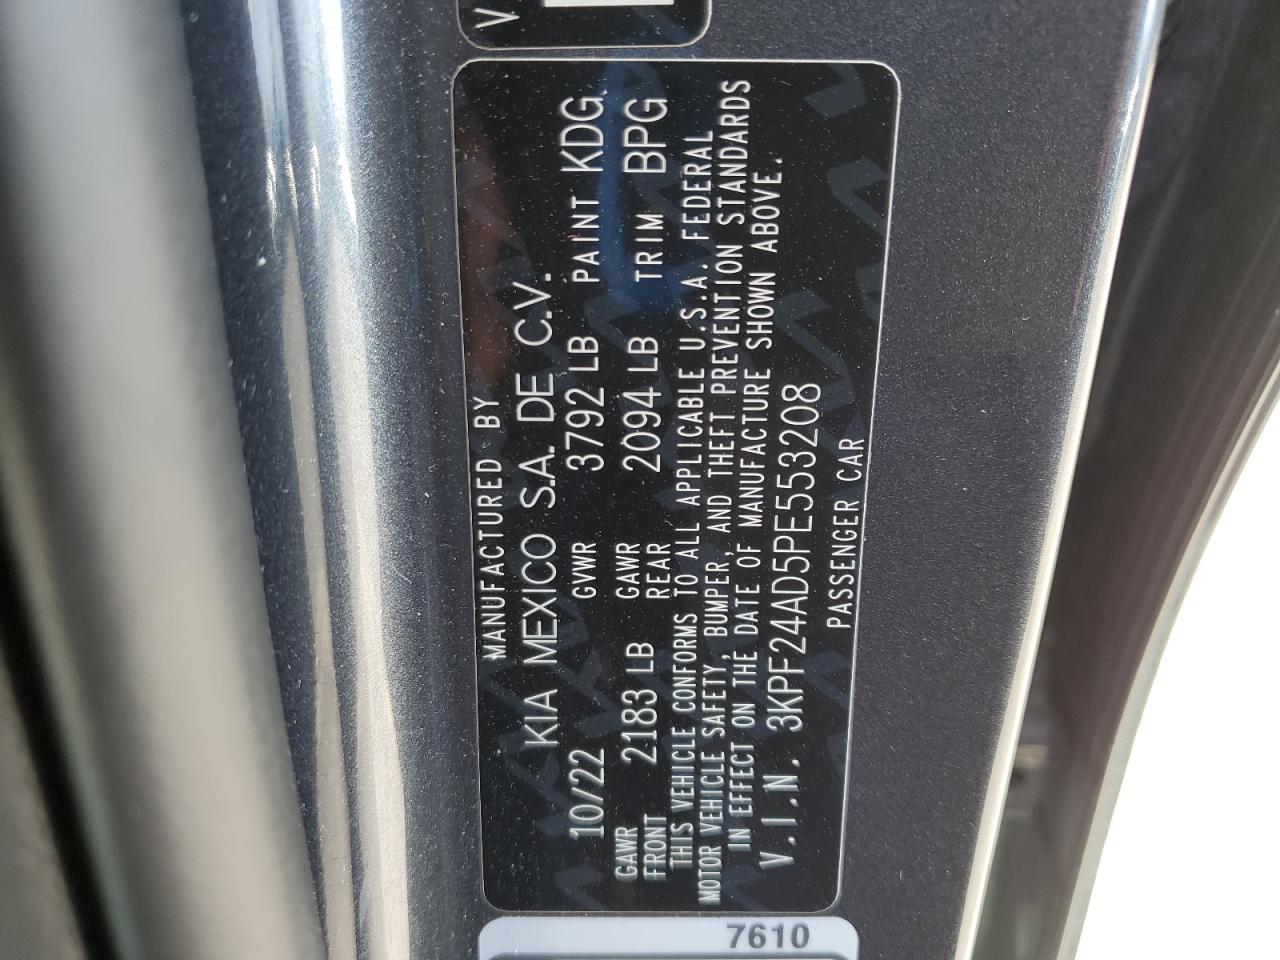 V.
MANUFACTURED BY
KIA MEXICO S.A. DE C.V.
10/22 GVWR 3792 LB PAINT KDG
GAWR FRONT 2183 LB GAWR REAR 2094 LB TRIM BPG
THIS VEHICLE CONFORMS TO ALL APPLICABLE U.S.A. FEDERAL
MOTOR VEHICLE SAFETY, BUMPER, AND THEFT PREVENTION STANDARDS
IN EFFECT ON THE DATE OF MANUFACTURE SHOWN ABOVE.
V.I.N. 3KPF24AD5PE553208
PASSENGER CAR
7610